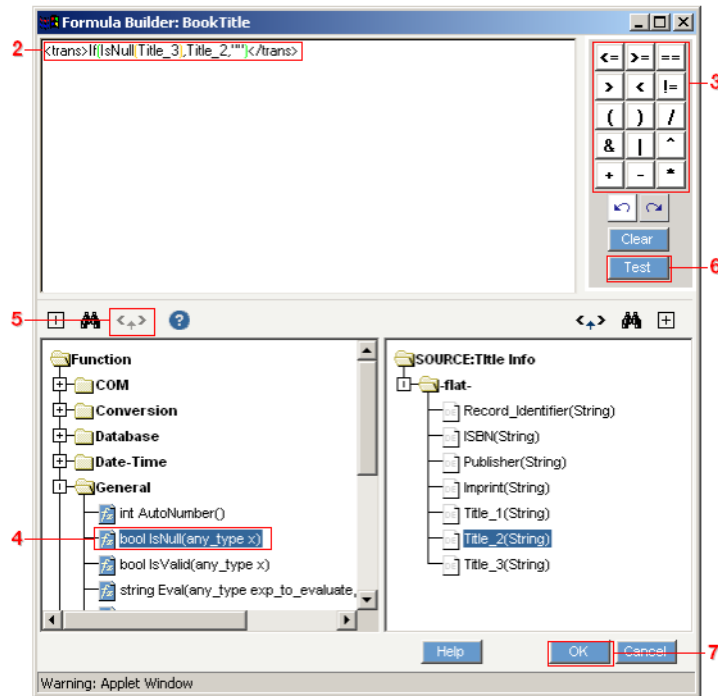 Formula Builder: BookTitle
2
<trans>If(IsNull(Title_3),Title_2,"")</trans>
<= >= ==
> < !=
3
( ) /
& | ^
+ - *
Clear
Test
6
5
<↑> ?
<↑>
Function
COM
Conversion
Database
Date-Time
General
int AutoNumber()
4
bool IsNull(any_type x)
bool IsValid(any_type x)
string Eval(any_type exp_to_evaluate,
SOURCE:Title Info
-flat-
Record_Identifier(String)
ISBN(String)
Publisher(String)
Imprint(String)
Title_1(String)
Title_2(String)
Title_3(String)
Help
OK
Cancel
7
Warning: Applet Window